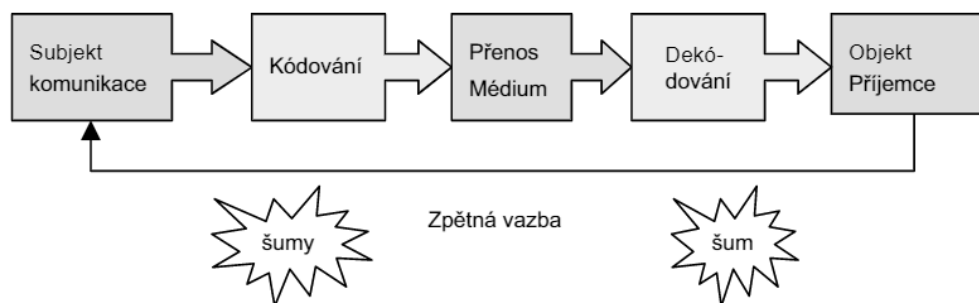 Subjekt
komunikace
Kódování
Přenos
Médium
Dekó-
dování
Objekt
Příjemce
Zpětná vazba
šumy
šum